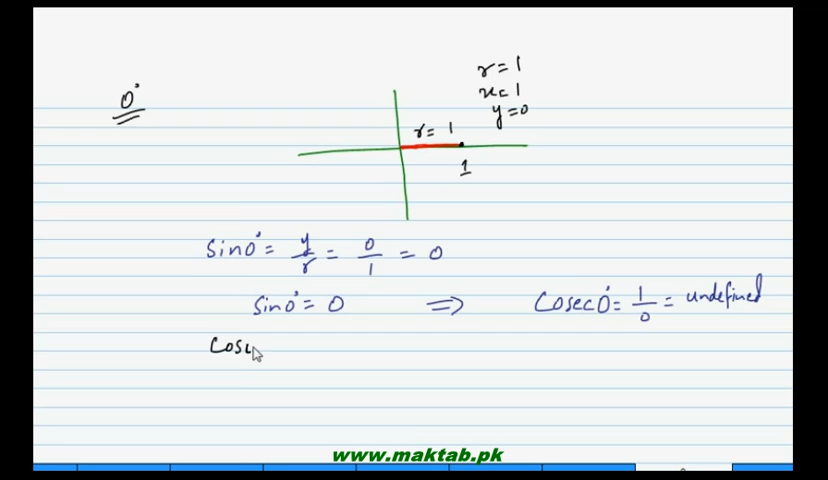 r = 1
x = 1
0°
y = 0
r = 1
1
sin0° = y/r = 0/1 = 0
sin0° = 0 ⟹ Cosec0° = 1/0 = undefined
Cos
www.maktab.pk